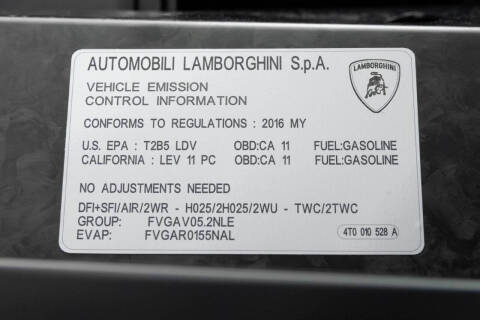 AUTOMOBILI LAMBORGHINI S.p.A.
LAMBORGHINI
VEHICLE EMISSION
CONTROL INFORMATION
CONFORMS TO REGULATIONS : 2016 MY
U.S. EPA : T2B5 LDV OBD:CA 11 FUEL:GASOLINE
CALIFORNIA : LEV 11 PC OBD:CA 11 FUEL:GASOLINE
NO ADJUSTMENTS NEEDED
DFI+SFI/AIR/2WR - H025/2H025/2WU - TWC/2TWC
GROUP: FVGAV05.2NLE
EVAP: FVGAR0155NAL
4T0 010 528 A